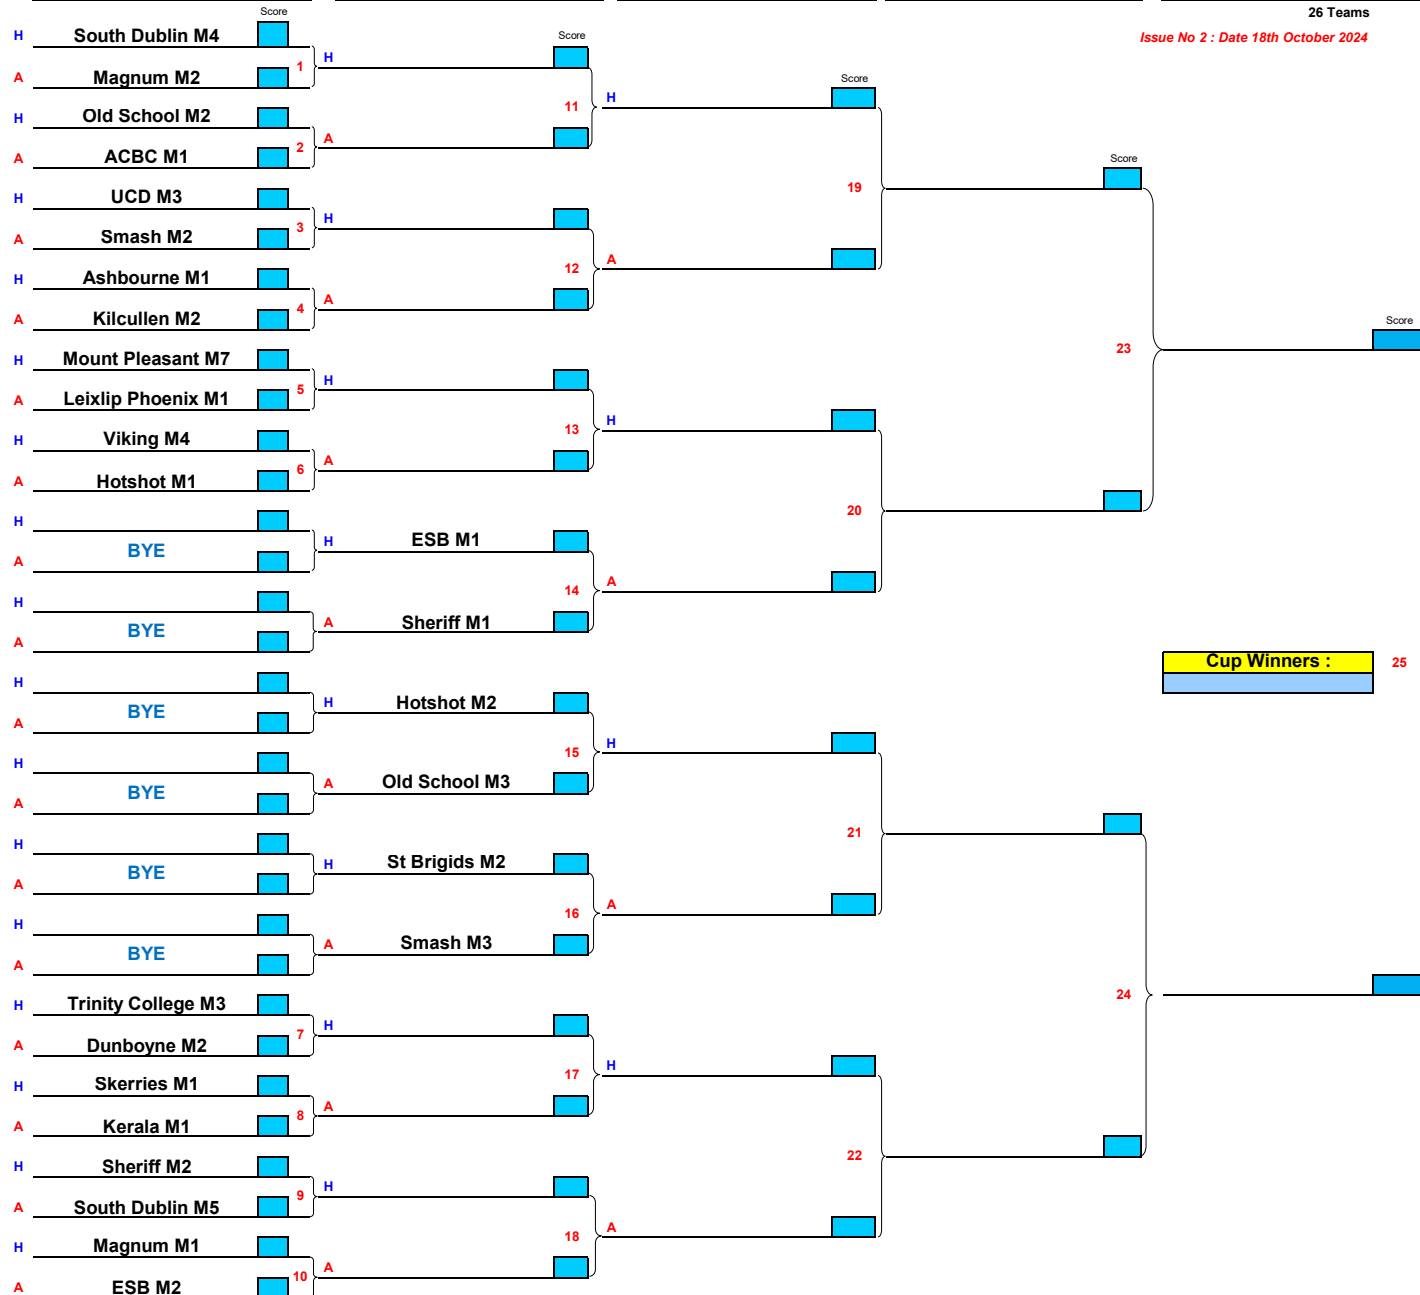 26 Teams
Issue No 2 : Date 18th October 2024
Score
H South Dublin M4
1
A Magnum M2
H Old School M2
2
A ACBC M1
H UCD M3
3
A Smash M2
H Ashbourne M1
4
A Kilcullen M2
H Mount Pleasant M7
5
A Leixlip Phoenix M1
H Viking M4
6
A Hotshot M1
H
BYE
A
H
BYE
A
H
BYE
A
H
BYE
A
H
BYE
A
H
BYE
A
H Trinity College M3
7
A Dunboyne M2
H Skerries M1
8
A Kerala M1
H Sheriff M2
9
A South Dublin M5
H Magnum M1
10
A ESB M2
Score
H
11
A
H
12
A
H
13
A
H ESB M1
14
A Sheriff M1
H Hotshot M2
15
A Old School M3
H St Brigids M2
16
A Smash M3
H
17
A
H
18
A
Score
H
19
A
H
20
A
H
21
A
H
22
A
Score
23
24
Score
Cup Winners : 25